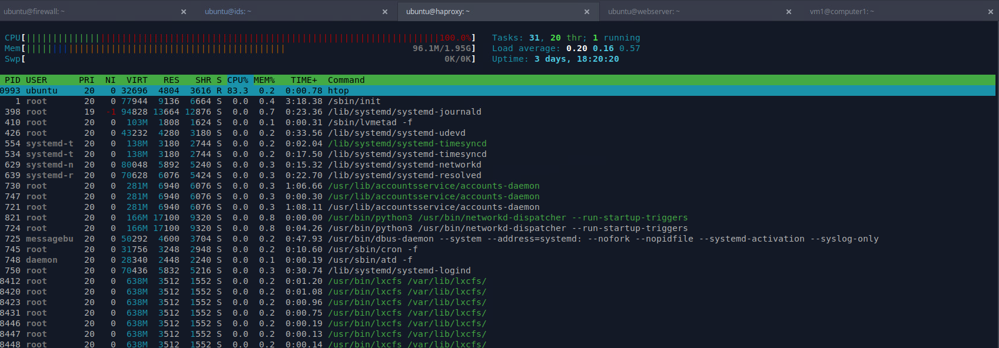 ubuntu@firewall: ~ × ubuntu@ids: ~ × ubuntu@haproxy: ~ × ubuntu@webserver: ~ × vm1@computer1: ~ ×
CPU[100.0%] Tasks: 31, 20 thr; 1 running
Mem[96.1M/1.95G] Load average: 0.20 0.16 0.57
Swp[0K/0K] Uptime: 3 days, 18:20:20
PID USER PRI NI VIRT RES SHR S CPU% MEM% TIME+ Command
0993 ubuntu 20 0 32696 4804 3616 R 83.3 0.2 0:00.78 htop
1 root 20 0 77944 9136 6664 S 0.0 0.4 3:18.38 /sbin/init
398 root 19 -1 94828 13664 12876 S 0.0 0.7 0:23.36 /lib/systemd/systemd-journald
410 root 20 0 103M 1808 1624 S 0.0 0.1 0:00.31 /sbin/lvmetad -f
426 root 20 0 43232 4280 3180 S 0.0 0.2 0:33.56 /lib/systemd/systemd-udevd
554 systemd-t 20 0 138M 3180 2744 S 0.0 0.2 0:02.04 /lib/systemd/systemd-timesyncd
534 systemd-t 20 0 138M 3180 2744 S 0.0 0.2 0:17.50 /lib/systemd/systemd-timesyncd
629 systemd-n 20 0 80048 5892 5240 S 0.0 0.3 0:15.32 /lib/systemd/systemd-networkd
639 systemd-r 20 0 70628 6076 5424 S 0.0 0.3 0:22.70 /lib/systemd/systemd-resolved
730 root 20 0 281M 6940 6076 S 0.0 0.3 1:06.66 /usr/lib/accountsservice/accounts-daemon
747 root 20 0 281M 6940 6076 S 0.0 0.3 0:00.30 /usr/lib/accountsservice/accounts-daemon
721 root 20 0 281M 6940 6076 S 0.0 0.3 1:08.11 /usr/lib/accountsservice/accounts-daemon
821 root 20 0 166M 17100 9320 S 0.0 0.8 0:00.00 /usr/bin/python3 /usr/bin/networkd-dispatcher --run-startup-triggers
724 root 20 0 166M 17100 9320 S 0.0 0.8 0:04.26 /usr/bin/python3 /usr/bin/networkd-dispatcher --run-startup-triggers
725 messagebu 20 0 50292 4600 3704 S 0.0 0.2 0:47.93 /usr/bin/dbus-daemon --system --address=systemd: --nofork --nopidfile --systemd-activation --syslog-only
745 root 20 0 31756 3248 2948 S 0.0 0.2 0:10.60 /usr/sbin/cron -f
748 daemon 20 0 28340 2448 2240 S 0.0 0.1 0:00.19 /usr/sbin/atd -f
750 root 20 0 70436 5832 5216 S 0.0 0.3 0:30.74 /lib/systemd/systemd-logind
8412 root 20 0 638M 3512 1552 S 0.0 0.2 0:01.20 /usr/bin/lxcfs /var/lib/lxcfs/
8420 root 20 0 638M 3512 1552 S 0.0 0.2 0:01.08 /usr/bin/lxcfs /var/lib/lxcfs/
8423 root 20 0 638M 3512 1552 S 0.0 0.2 0:00.96 /usr/bin/lxcfs /var/lib/lxcfs/
8431 root 20 0 638M 3512 1552 S 0.0 0.2 0:00.75 /usr/bin/lxcfs /var/lib/lxcfs/
8446 root 20 0 638M 3512 1552 S 0.0 0.2 0:00.19 /usr/bin/lxcfs /var/lib/lxcfs/
8447 root 20 0 638M 3512 1552 S 0.0 0.2 0:00.13 /usr/bin/lxcfs /var/lib/lxcfs/
8448 root 20 0 638M 3512 1552 S 0.0 0.2 0:00.14 /usr/bin/lxcfs /var/lib/lxcfs/